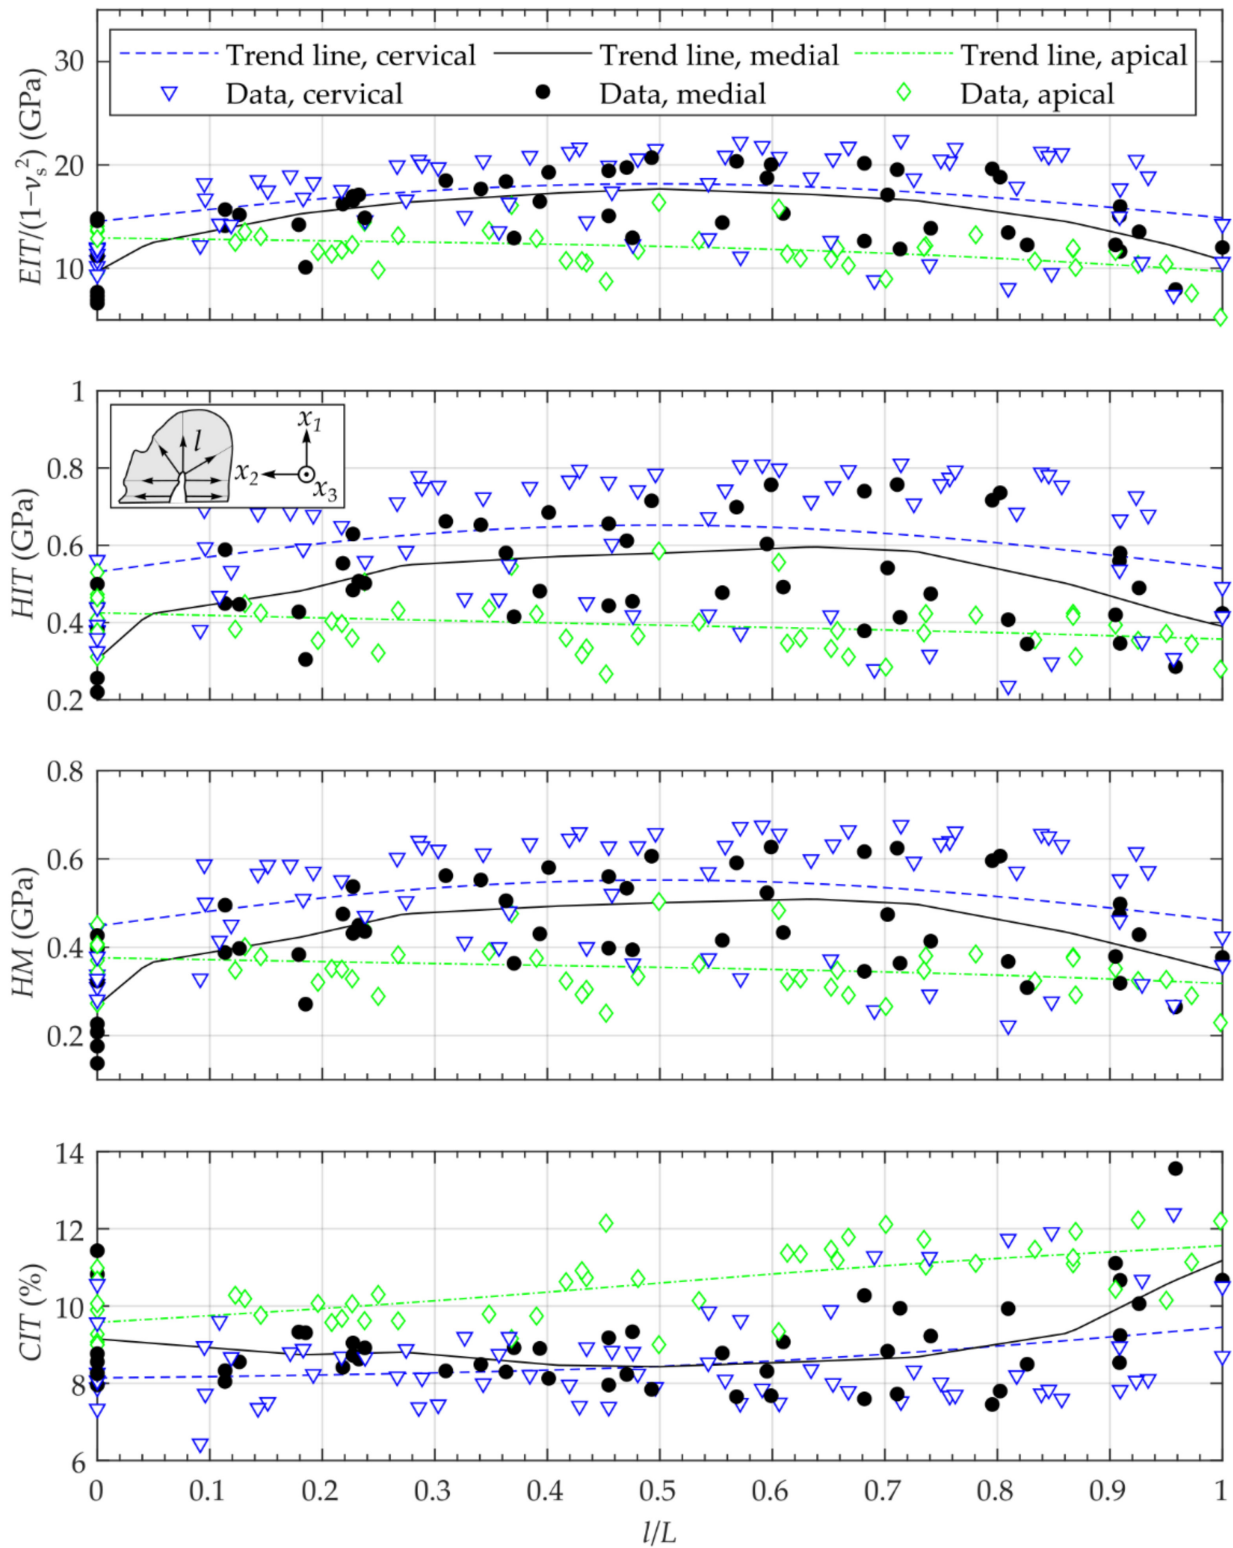 Trend line, cervical Trend line, medial Trend line, apical
Data, cervical Data, medial Data, apical
EIT/(1–νs²) (GPa)
30
20
10
HIT (GPa)
1
0.8
0.6
0.4
0.2
l
x1
x2
x3
HM (GPa)
0.8
0.6
0.4
0.2
CIT (%)
14
12
10
8
6
0 0.1 0.2 0.3 0.4 0.5 0.6 0.7 0.8 0.9 1
l/L